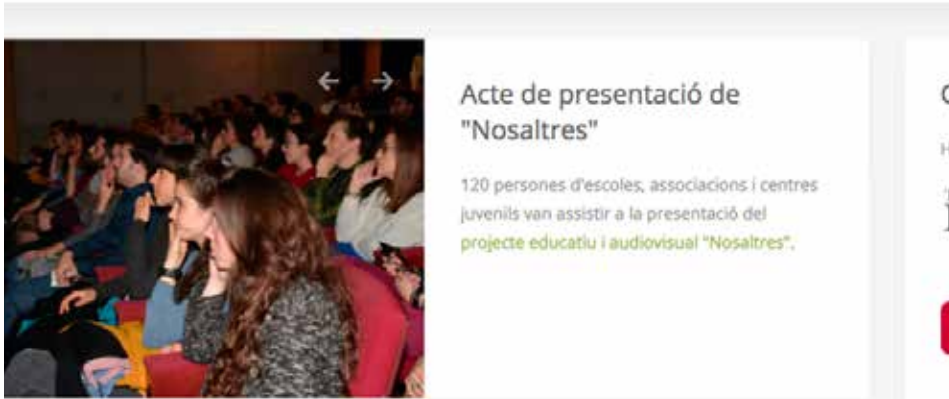 Acte de presentació de
"Nosaltres"
120 persones d'escoles, associacions i centres
juvenils van assistir a la presentació del
projecte educatiu i audiovisual "Nosaltres".